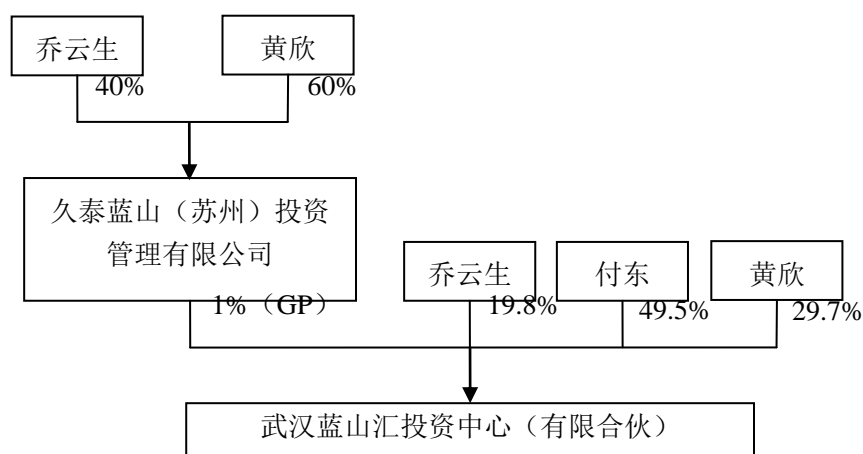 乔云生
黄欣
40%
60%
久泰蓝山（苏州）投资
管理有限公司
乔云生
付东
黄欣
1%（GP）
19.8%
49.5%
29.7%
武汉蓝山汇投资中心（有限合伙）